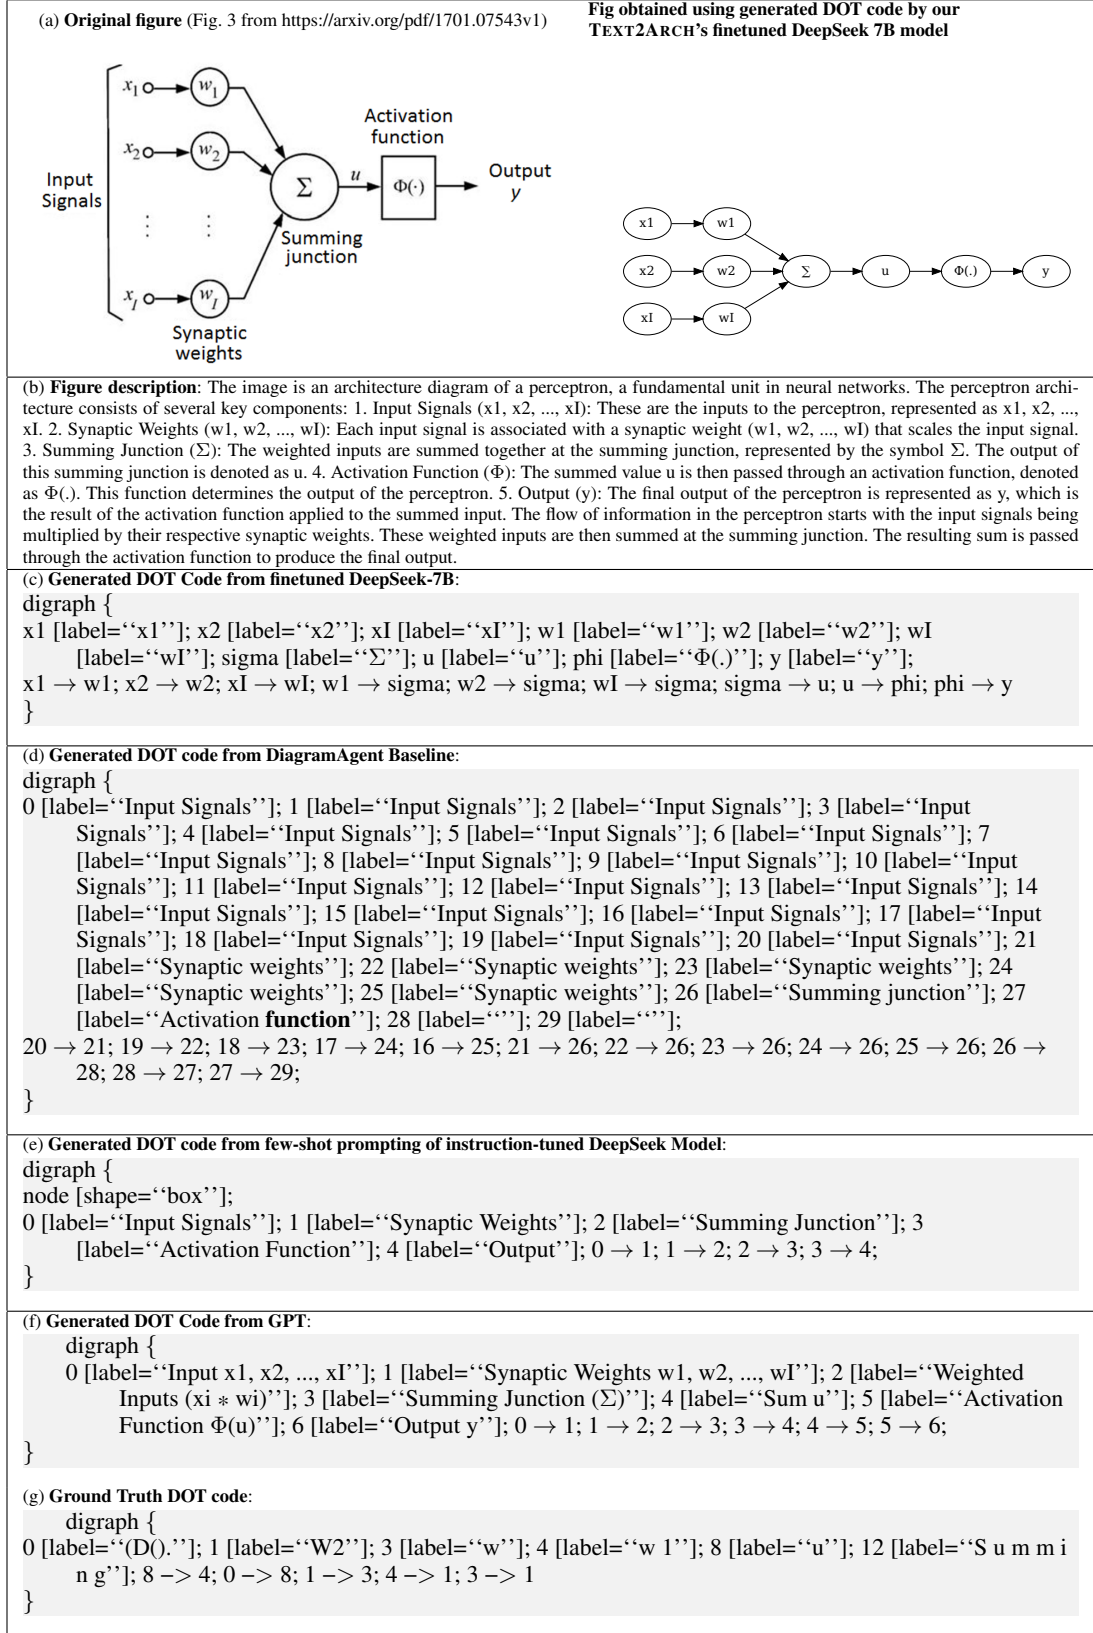 (a) Original figure (Fig. 3 from https://arxiv.org/pdf/1701.07543v1)
Fig obtained using generated DOT code by our
TEXT2ARCH's finetuned DeepSeek 7B model
x1
w1
x2
w2
Input
Signals
⋮ ⋮
xI
wI
Synaptic
weights
Σ
Summing
junction
u
Activation
function
Φ(·)
Output
y
x1
w1
x2
w2
Σ
u
Φ(.)
y
xI
wI
(b) Figure description: The image is an architecture diagram of a perceptron, a fundamental unit in neural networks. The perceptron archi-
tecture consists of several key components: 1. Input Signals (x1, x2, ..., xI): These are the inputs to the perceptron, represented as x1, x2, ...,
xI. 2. Synaptic Weights (w1, w2, ..., wI): Each input signal is associated with a synaptic weight (w1, w2, ..., wI) that scales the input signal.
3. Summing Junction (Σ): The weighted inputs are summed together at the summing junction, represented by the symbol Σ. The output of
this summing junction is denoted as u. 4. Activation Function (Φ): The summed value u is then passed through an activation function, denoted
as Φ(.). This function determines the output of the perceptron. 5. Output (y): The final output of the perceptron is represented as y, which is
the result of the activation function applied to the summed input. The flow of information in the perceptron starts with the input signals being
multiplied by their respective synaptic weights. These weighted inputs are then summed at the summing junction. The resulting sum is passed
through the activation function to produce the final output.
(c) Generated DOT Code from finetuned DeepSeek-7B:
digraph {
x1 [label=‘‘x1’’]; x2 [label=‘‘x2’’]; xI [label=‘‘xI’’]; w1 [label=‘‘w1’’]; w2 [label=‘‘w2’’]; wI
[label=‘‘wI’’]; sigma [label=‘‘Σ’’]; u [label=‘‘u’’]; phi [label=‘‘Φ(.)’’]; y [label=‘‘y’’];
x1 → w1; x2 → w2; xI → wI; w1 → sigma; w2 → sigma; wI → sigma; sigma → u; u → phi; phi → y
}
(d) Generated DOT code from DiagramAgent Baseline:
digraph {
0 [label=‘‘Input Signals’’]; 1 [label=‘‘Input Signals’’]; 2 [label=‘‘Input Signals’’]; 3 [label=‘‘Input
Signals’’]; 4 [label=‘‘Input Signals’’]; 5 [label=‘‘Input Signals’’]; 6 [label=‘‘Input Signals’’]; 7
[label=‘‘Input Signals’’]; 8 [label=‘‘Input Signals’’]; 9 [label=‘‘Input Signals’’]; 10 [label=‘‘Input
Signals’’]; 11 [label=‘‘Input Signals’’]; 12 [label=‘‘Input Signals’’]; 13 [label=‘‘Input Signals’’]; 14
[label=‘‘Input Signals’’]; 15 [label=‘‘Input Signals’’]; 16 [label=‘‘Input Signals’’]; 17 [label=‘‘Input
Signals’’]; 18 [label=‘‘Input Signals’’]; 19 [label=‘‘Input Signals’’]; 20 [label=‘‘Input Signals’’]; 21
[label=‘‘Synaptic weights’’]; 22 [label=‘‘Synaptic weights’’]; 23 [label=‘‘Synaptic weights’’]; 24
[label=‘‘Synaptic weights’’]; 25 [label=‘‘Synaptic weights’’]; 26 [label=‘‘Summing junction’’]; 27
[label=‘‘Activation function’’]; 28 [label=‘‘’’]; 29 [label=‘‘’’];
20 → 21; 19 → 22; 18 → 23; 17 → 24; 16 → 25; 21 → 26; 22 → 26; 23 → 26; 24 → 26; 25 → 26; 26 →
28; 28 → 27; 27 → 29;
}
(e) Generated DOT code from few-shot prompting of instruction-tuned DeepSeek Model:
digraph {
node [shape=‘‘box’’];
0 [label=‘‘Input Signals’’]; 1 [label=‘‘Synaptic Weights’’]; 2 [label=‘‘Summing Junction’’]; 3
[label=‘‘Activation Function’’]; 4 [label=‘‘Output’’]; 0 → 1; 1 → 2; 2 → 3; 3 → 4;
}
(f) Generated DOT Code from GPT:
digraph {
0 [label=‘‘Input x1, x2, ..., xI’’]; 1 [label=‘‘Synaptic Weights w1, w2, ..., wI’’]; 2 [label=‘‘Weighted
Inputs (xi ∗ wi)’’]; 3 [label=‘‘Summing Junction (Σ)’’]; 4 [label=‘‘Sum u’’]; 5 [label=‘‘Activation
Function Φ(u)’’]; 6 [label=‘‘Output y’’]; 0 → 1; 1 → 2; 2 → 3; 3 → 4; 4 → 5; 5 → 6;
}
(g) Ground Truth DOT code:
digraph {
0 [label=‘‘(D().’’]; 1 [label=‘‘W2’’]; 3 [label=‘‘w’’]; 4 [label=‘‘w 1’’]; 8 [label=‘‘u’’]; 12 [label=‘‘S u m m i
n g’’]; 8 −> 4; 0 −> 8; 1 −> 3; 4 −> 1; 3 −> 1
}